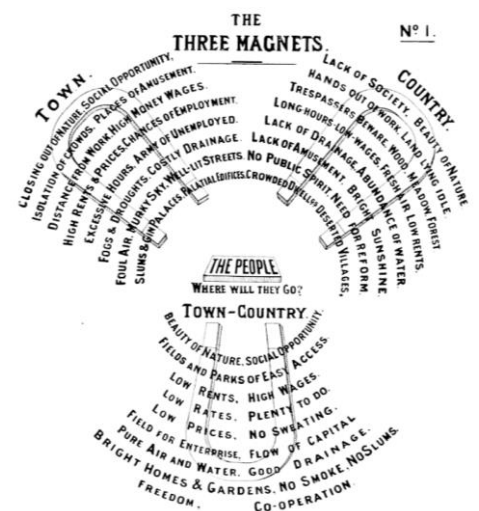 THE
THREE MAGNETS.
Nº 1.
TOWN.
CLOSING OUT OF NATURE. SOCIAL OPPORTUNITY.
ISOLATION OF CROWDS. PLACES OF AMUSEMENT.
DISTANCE FROM WORK. HIGH MONEY WAGES.
HIGH RENTS & PRICES. CHANCES OF EMPLOYMENT.
EXCESSIVE HOURS. ARMY OF UNEMPLOYED.
FOGS & DROUGHTS. COSTLY DRAINAGE.
FOUL AIR. MURKY SKY. WELL-LIT STREETS.
SLUMS & GIN PALACES. PALATIAL EDIFICES.
COUNTRY.
LACK OF SOCIETY. BEAUTY OF NATURE
HANDS OUT OF WORK. LAND LYING IDLE.
TRESPASSERS BEWARE. WOOD, MEADOW, FOREST
LONG HOURS-LOW WAGES. FRESH AIR. LOW RENTS.
LACK OF DRAINAGE. ABUNDANCE OF WATER.
LACK OF AMUSEMENT. BRIGHT SUNSHINE.
NO PUBLIC SPIRIT. NEED FOR REFORM.
CROWDED DWELLGS DESERTED VILLAGES.
THE PEOPLE
WHERE WILL THEY GO?
TOWN-COUNTRY.
BEAUTY OF NATURE. SOCIAL OPPORTUNITY.
FIELDS AND PARKS OF EASY ACCESS.
LOW RENTS, HIGH WAGES.
LOW RATES, PLENTY TO DO.
LOW PRICES, NO SWEATING.
FIELD FOR ENTERPRISE, FLOW OF CAPITAL
PURE AIR AND WATER, GOOD DRAINAGE.
BRIGHT HOMES & GARDENS, NO SMOKE, NO SLUMS.
FREEDOM. CO-OPERATION.